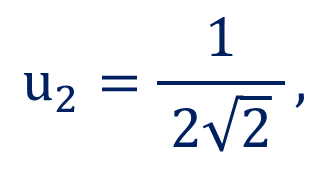 u₂ = 1/(2√2),